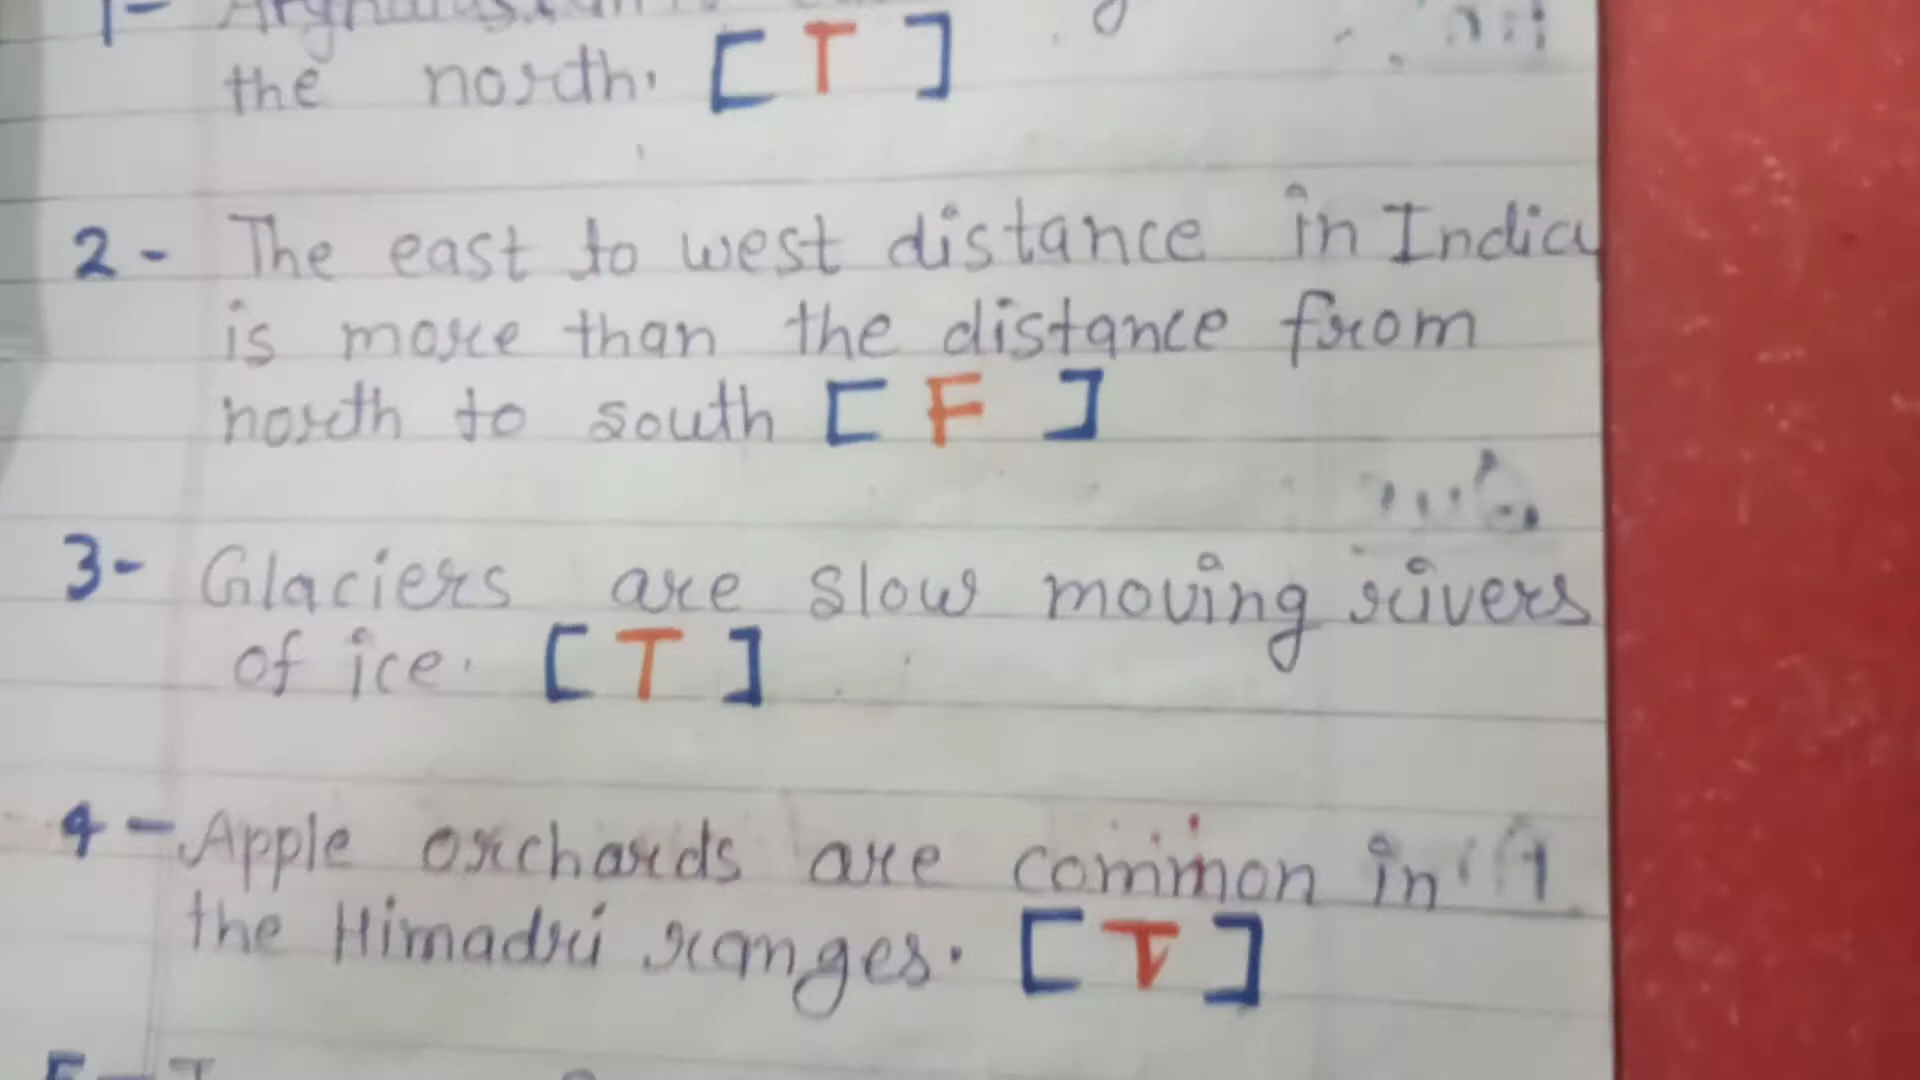 1-
the north. [T]
2- The east to west distance in India
is more than the distance from
north to south [F]
3- Glaciers are slow moving rivers
of ice. [T]
4- Apple orchards are common in
the Himadri ranges. [T]